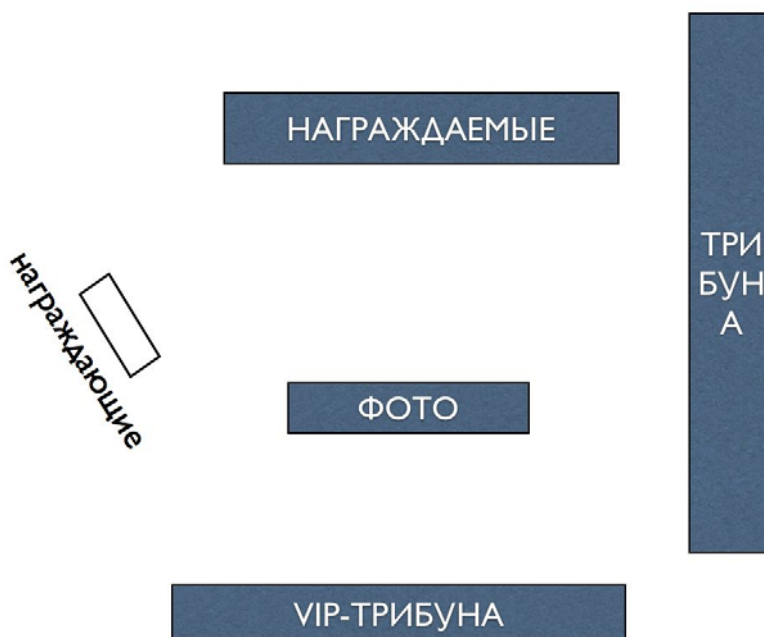 НАГРАЖДАЕМЫЕ
ТРИ
БУН
А
награждающие
ФОТО
VIP-ТРИБУНА